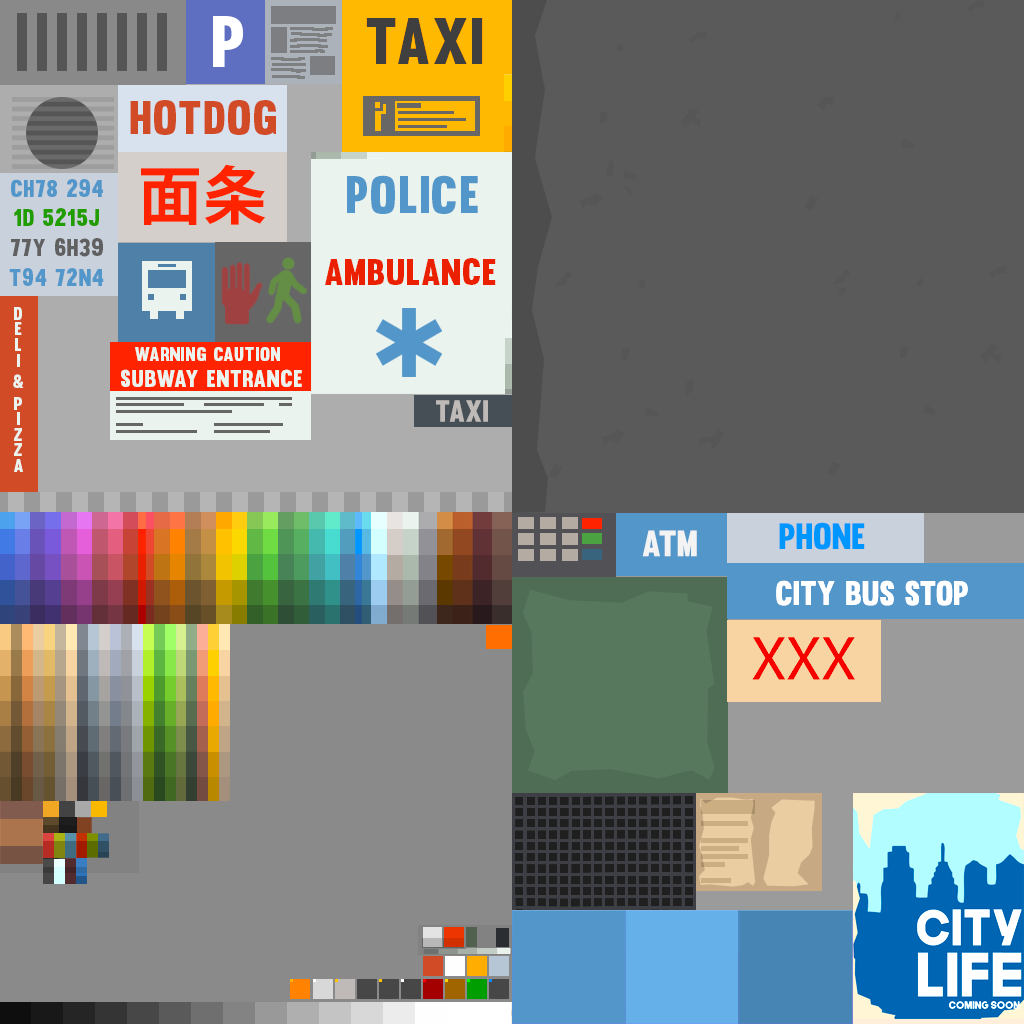 P
TAXI
HOTDOG
面条
CH78 294
1D 5215J
77Y 6H39
T94 72N4
POLICE
AMBULANCE
WARNING CAUTION
SUBWAY ENTRANCE
TAXI
DELI & PIZZA
ATM
PHONE
CITY BUS STOP
XXX
CITY
LIFE
COMING SOON